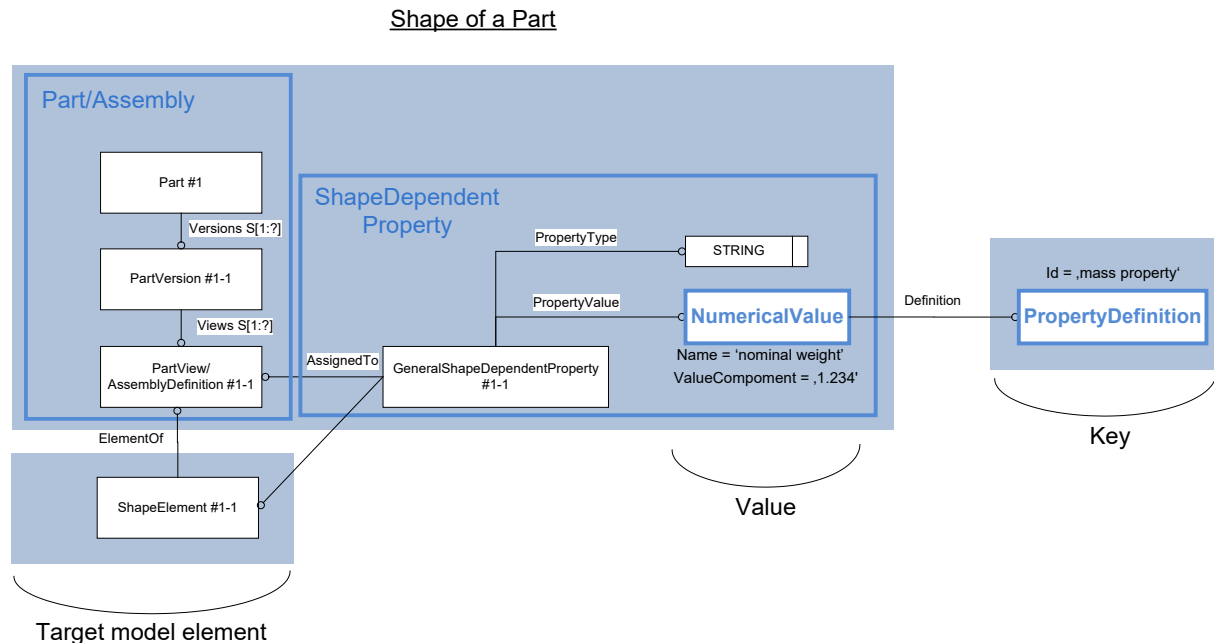 Shape of a Part
Part/Assembly
Part #1
Versions S[1:?]
PartVersion #1-1
Views S[1:?]
PartView/
AssemblyDefinition #1-1
ElementOf
ShapeElement #1-1
Target model element
AssignedTo
ShapeDependent
Property
GeneralShapeDependentProperty
#1-1
PropertyType
STRING
PropertyValue
NumericalValue
Name = ‘nominal weight’
ValueCompoment = ‚1.234'
Value
Definition
Id = ‚mass property‘
PropertyDefinition
Key